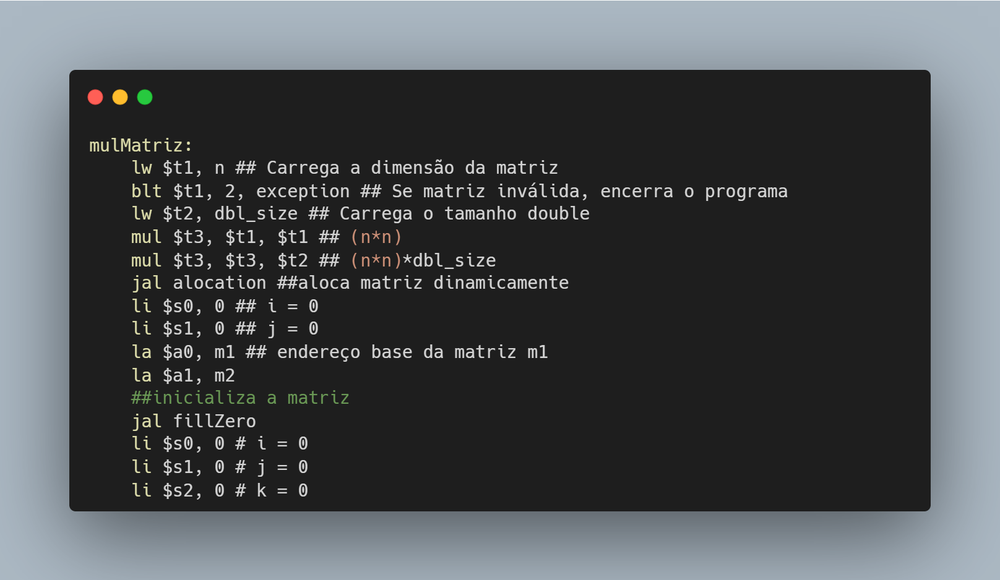 mulMatriz:
    lw $t1, n ## Carrega a dimensão da matriz
    blt $t1, 2, exception ## Se matriz inválida, encerra o programa
    lw $t2, dbl_size ## Carrega o tamanho double
    mul $t3, $t1, $t1 ## (n*n)
    mul $t3, $t3, $t2 ## (n*n)*dbl_size
    jal alocation ##aloca matriz dinamicamente
    li $s0, 0 ## i = 0
    li $s1, 0 ## j = 0
    la $a0, m1 ## endereço base da matriz m1
    la $a1, m2
    ##inicializa a matriz
    jal fillZero
    li $s0, 0 # i = 0
    li $s1, 0 # j = 0
    li $s2, 0 # k = 0